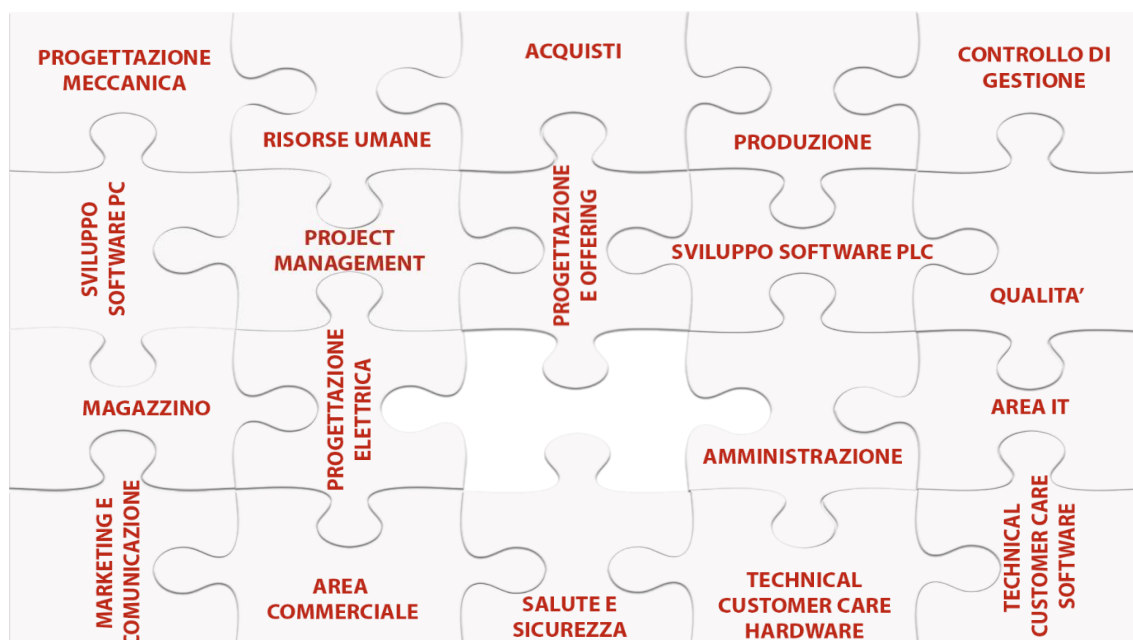 PROGETTAZIONE
MECCANICA
RISORSE UMANE
ACQUISTI
PRODUZIONE
CONTROLLO DI
GESTIONE
SVILUPPO
SOFTWARE PC
PROJECT
MANAGEMENT
PROGETTAZIONE
E OFFERING
SVILUPPO SOFTWARE PLC
QUALITA’
MAGAZZINO
PROGETTAZIONE
ELETTRICA
AMMINISTRAZIONE
AREA IT
MARKETING E
COMUNICAZIONE
AREA
COMMERCIALE
SALUTE E
SICUREZZA
TECHNICAL
CUSTOMER CARE
HARDWARE
TECHNICAL
CUSTOMER CARE
SOFTWARE